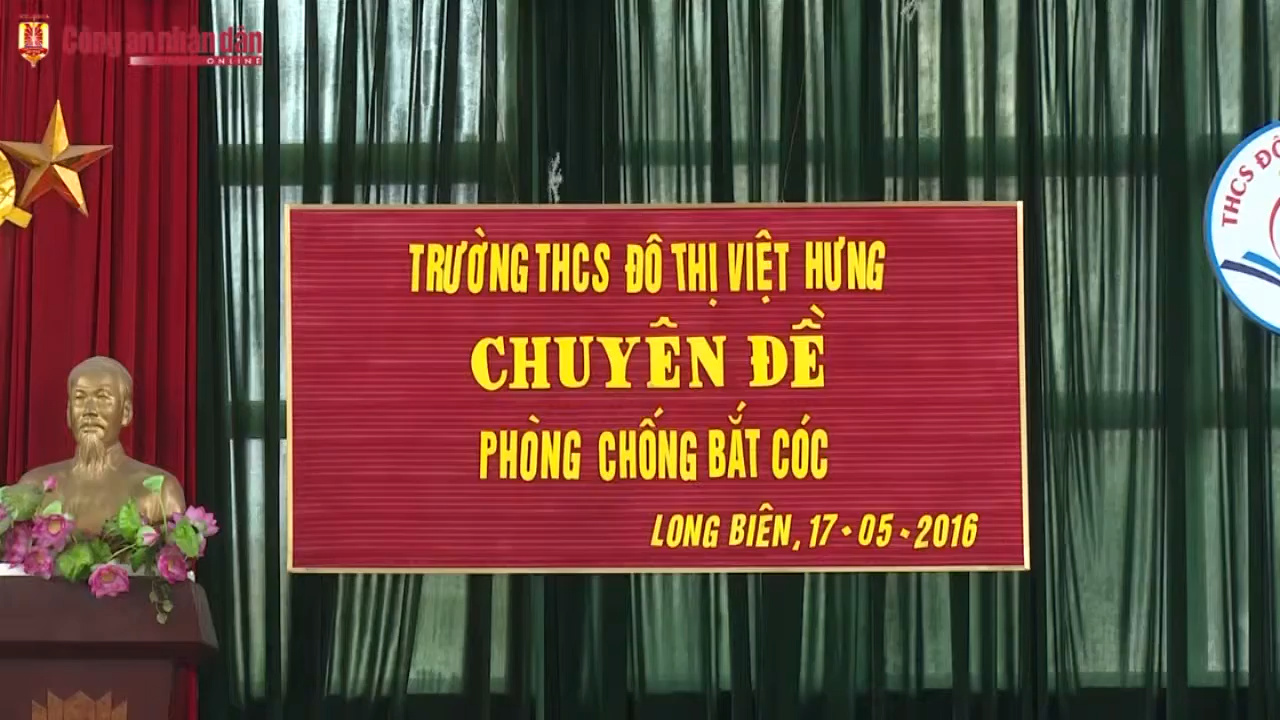 Công an nhân dân
ONLINE
TRƯỜNG THCS ĐÔ THỊ VIỆT HƯNG
CHUYÊN ĐỀ
PHÒNG CHỐNG BẮT CÓC
LONG BIÊN, 17-05-2016
THCS ĐÔ